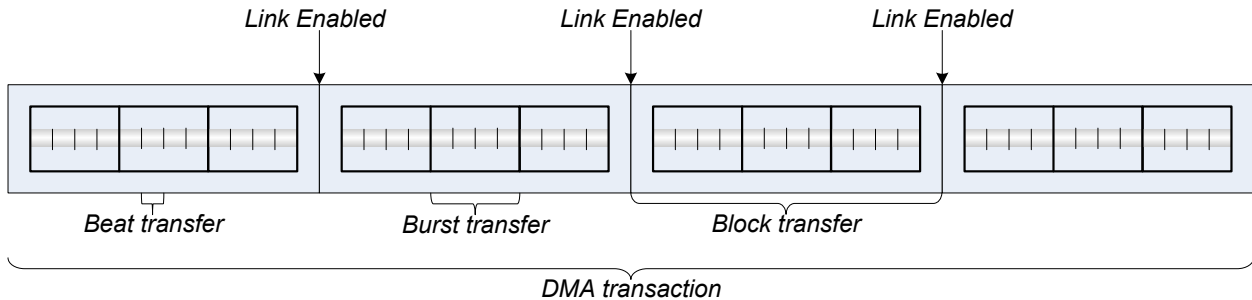 Link Enabled Link Enabled Link Enabled
Beat transfer Burst transfer Block transfer
DMA transaction